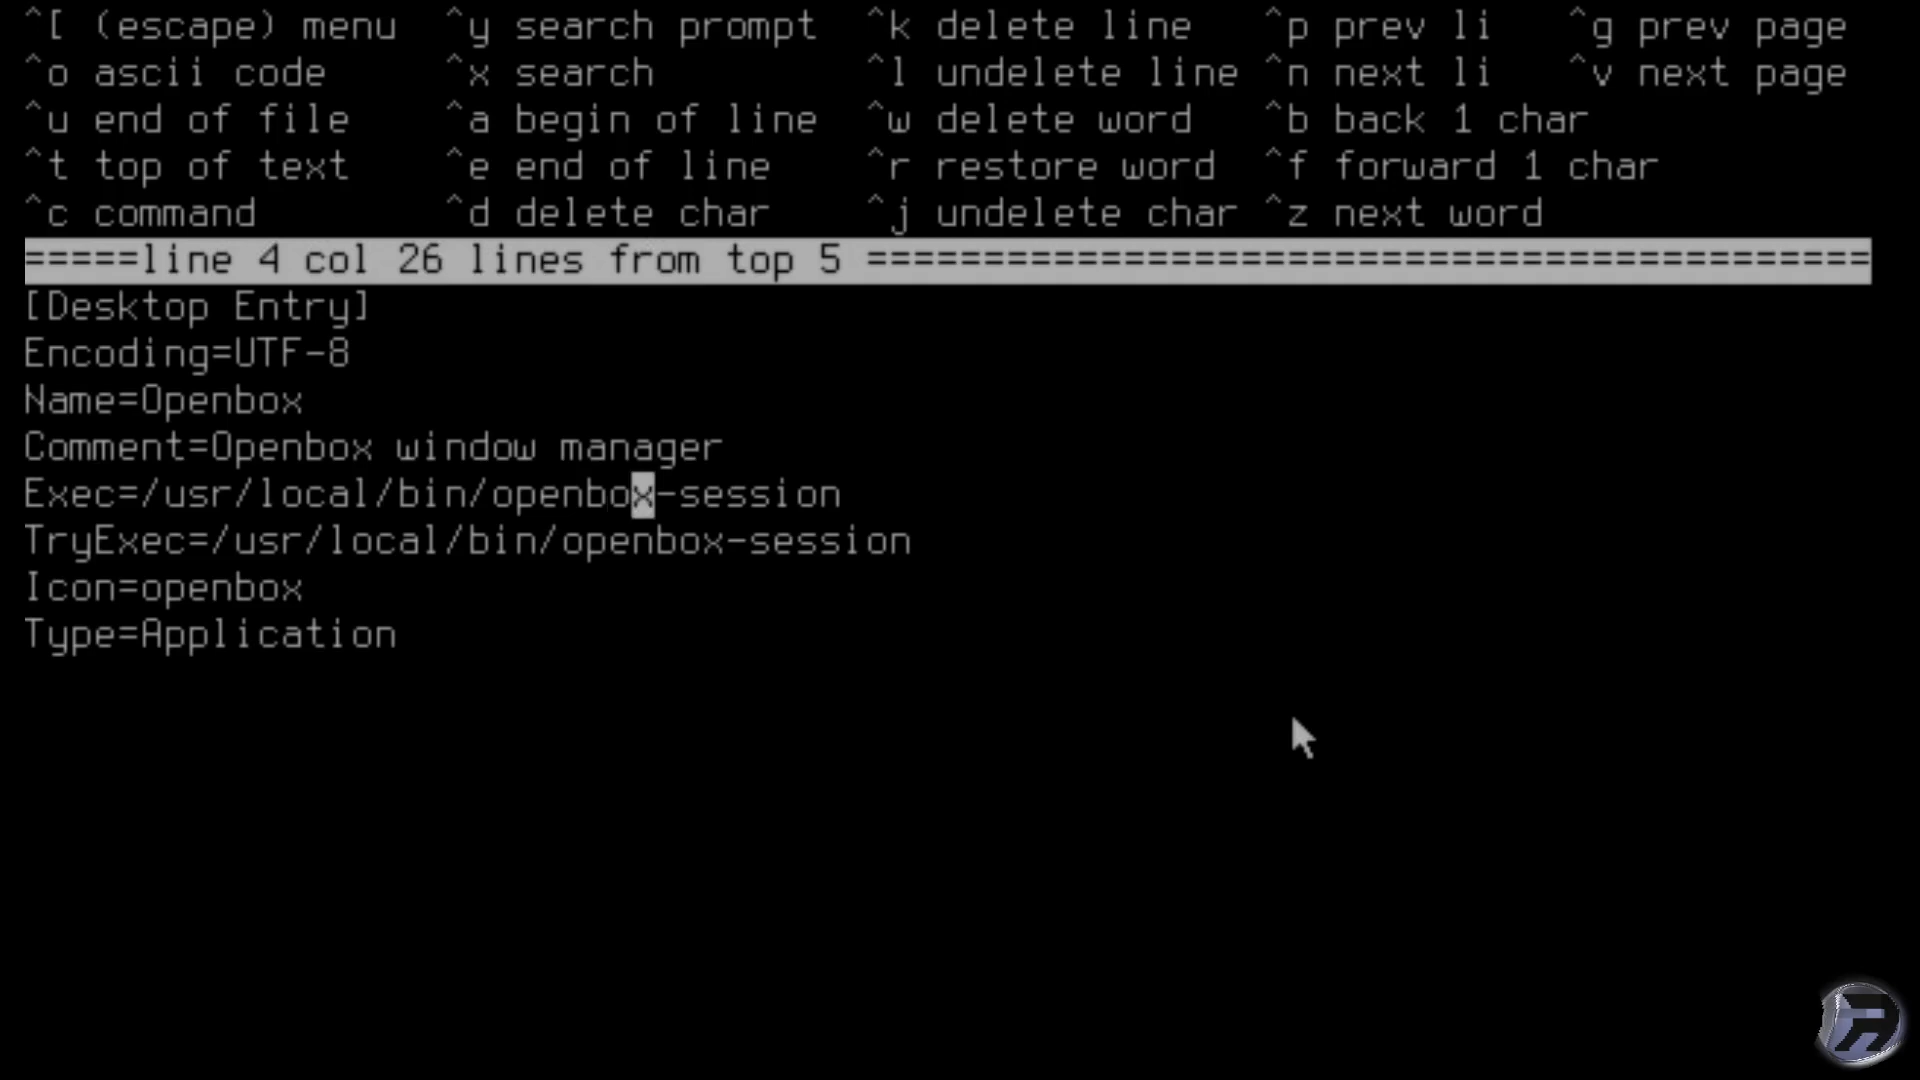 ^[ (escape) menu   ^y search prompt   ^k delete line   ^p prev li   ^g prev page
^o ascii code      ^x search          ^l undelete line ^n next li   ^v next page
^u end of file     ^a begin of line   ^w delete word   ^b back 1 char
^t top of text     ^e end of line     ^r restore word  ^f forward 1 char
^c command         ^d delete char     ^j undelete char ^z next word
=====line 4 col 26 lines from top 5 ===========================================
[Desktop Entry]
Encoding=UTF-8
Name=Openbox
Comment=Openbox window manager
Exec=/usr/local/bin/openbox-session
TryExec=/usr/local/bin/openbox-session
Icon=openbox
Type=Application